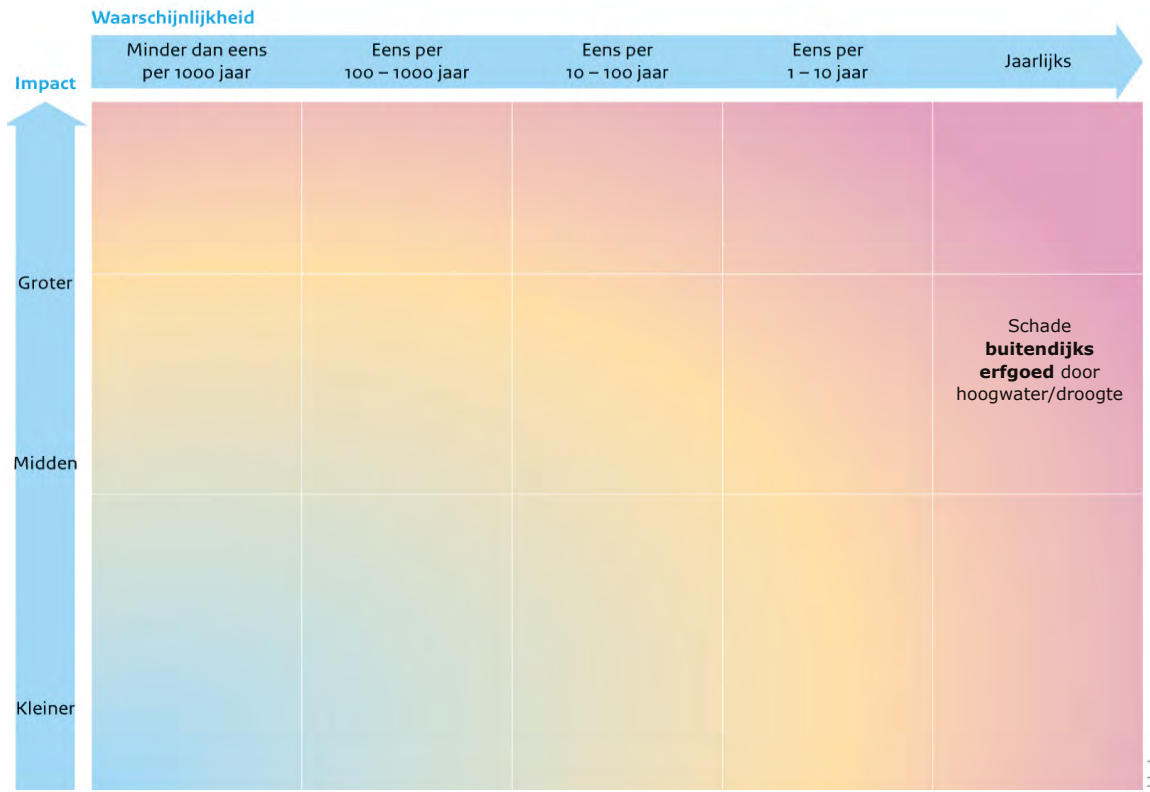 Waarschijnlijkheid
Minder dan eens
per 1000 jaar
Eens per
100 – 1000 jaar
Eens per
10 – 100 jaar
Eens per
1 – 10 jaar
Jaarlijks
Impact
Groter
Schade
buitendijks
erfgoed door
hoogwater/droogte
Midden
Kleiner